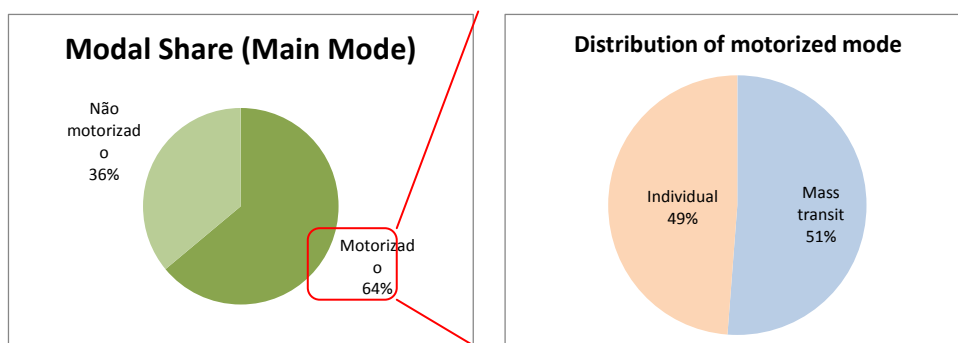 Modal Share (Main Mode)
Não
motorizad
o
36%
Motorizad
o
64%
Distribution of motorized mode
Individual
49%
Mass
transit
51%